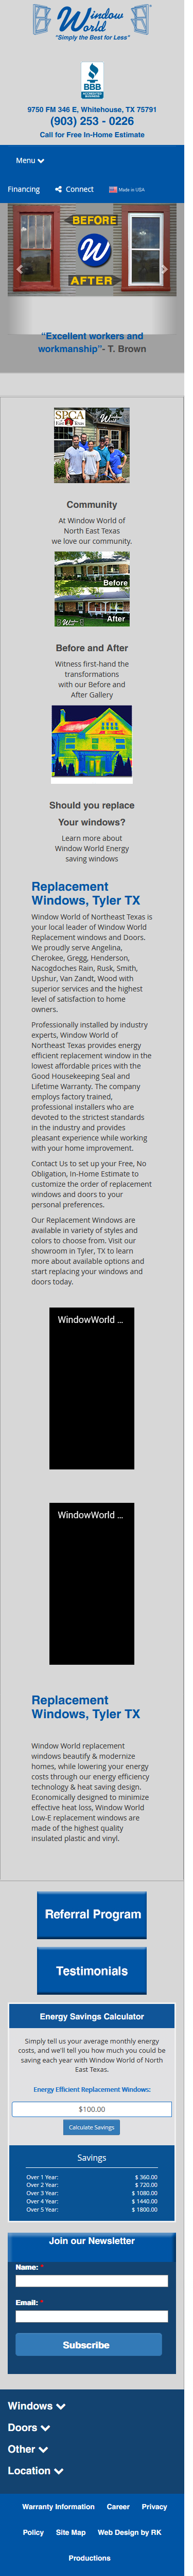 Window World
"Simply the Best for Less"
BBB
9750 FM 346 E, Whitehouse, TX 75791
(903) 253 - 0226
Call for Free In-Home Estimate
Menu
Financing Connect Made in USA
BEFORE
W
AFTER
"Excellent workers and
workmanship"- T. Brown
SPCA
Community
At Window World of
North East Texas
we love our community.
Before
After
Before and After
Witness first-hand the
transformations
with our Before and
After Gallery
Should you replace
Your windows?
Learn more about
Window World Energy
saving windows
Replacement
Windows, Tyler TX
Window World of Northeast Texas is
your local leader of Window World
Replacement windows and Doors.
We proudly serve Angelina,
Cherokee, Gregg, Henderson,
Nacogdoches Rain, Rusk, Smith,
Upshur, Van Zandt, Wood with
superior services and the highest
level of satisfaction to home
owners.
Professionally installed by industry
experts, Window World of
Northeast Texas provides energy
efficient replacement window in the
lowest affordable prices with the
Good Housekeeping Seal and
Lifetime Warranty. The company
employs factory trained,
professional installers who are
devoted to the strictest standards
in the industry and provides
pleasant experience while working
with your home improvement.
Contact Us to set up your Free, No
Obligation, In-Home Estimate to
customize the order of replacement
windows and doors to your
personal preferences.
Our Replacement Windows are
available in variety of styles and
colors to choose from. Visit our
showroom in Tyler, TX to learn
more about available options and
start replacing your windows and
doors today.
WindowWorld ...
WindowWorld ...
Replacement
Windows, Tyler TX
Window World replacement
windows beautify & modernize
homes, while lowering your energy
costs through our energy efficiency
technology & heat saving design.
Economically designed to minimize
effective heat loss, Window World
Low-E replacement windows are
made of the highest quality
insulated plastic and vinyl.
Referral Program
Testimonials
Energy Savings Calculator
Simply tell us your average monthly energy
costs, and we'll tell you how much you could be
saving each year with Window World of North
East Texas.
Energy Efficient Replacement Windows:
$100.00
Calculate Savings
Savings
Over 1 Year: $ 360.00
Over 2 Year: $ 720.00
Over 3 Year: $ 1080.00
Over 4 Year: $ 1440.00
Over 5 Year: $ 1800.00
Join our Newsletter
Name: *
Email: *
Subscribe
Windows
Doors
Other
Location
Warranty Information Career Privacy
Policy Site Map Web Design by RK
Productions